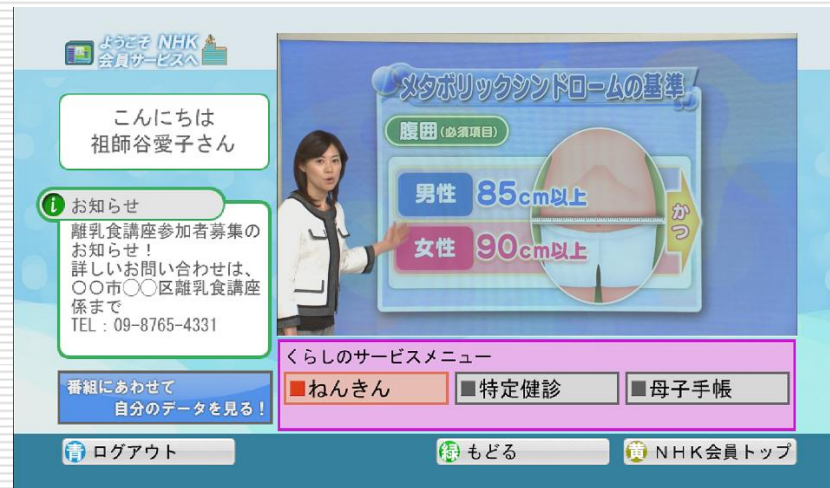 ようこそ NHK
会員サービスへ
こんにちは
祖師谷愛子さん
お知らせ
離乳食講座参加者募集の
お知らせ！
詳しいお問い合わせは、
〇〇市〇〇区離乳食講座
係まで
TEL：09-8765-4331
番組にあわせて
自分のデータを見る！
メタボリックシンドロームの基準
腹囲（必須項目）
男性 85cm以上
女性 90cm以上
かつ
くらしのサービスメニュー
■ねんきん ■特定健診 ■母子手帳
青 ログアウト 緑 もどる 黄 ＮＨＫ会員トップ